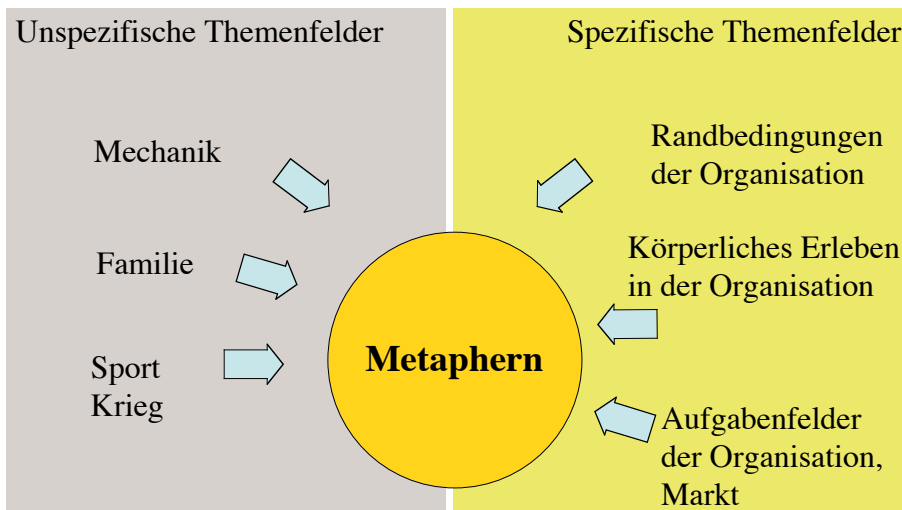 Unspezifische Themenfelder
Mechanik
Familie
Sport
Krieg
Metaphern
Spezifische Themenfelder
Randbedingungen
der Organisation
Körperliches Erleben
in der Organisation
Aufgabenfelder
der Organisation,
Markt